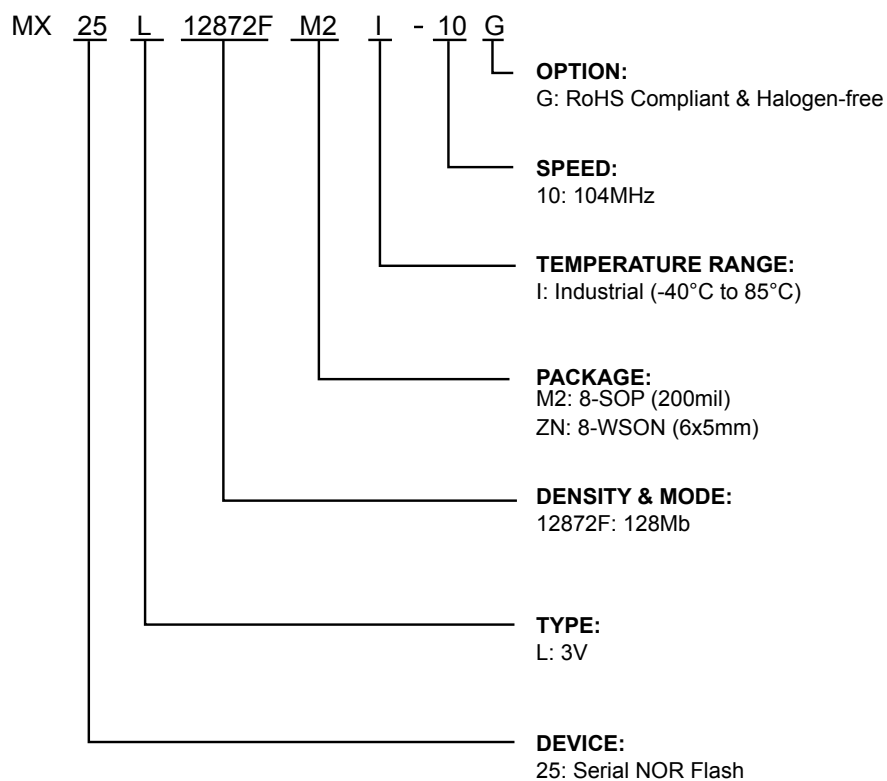 MX 25 L 12872F M2 I - 10 G
OPTION:
G: RoHS Compliant & Halogen-free
SPEED:
10: 104MHz
TEMPERATURE RANGE:
I: Industrial (-40°C to 85°C)
PACKAGE:
M2: 8-SOP (200mil)
ZN: 8-WSON (6x5mm)
DENSITY & MODE:
12872F: 128Mb
TYPE:
L: 3V
DEVICE:
25: Serial NOR Flash